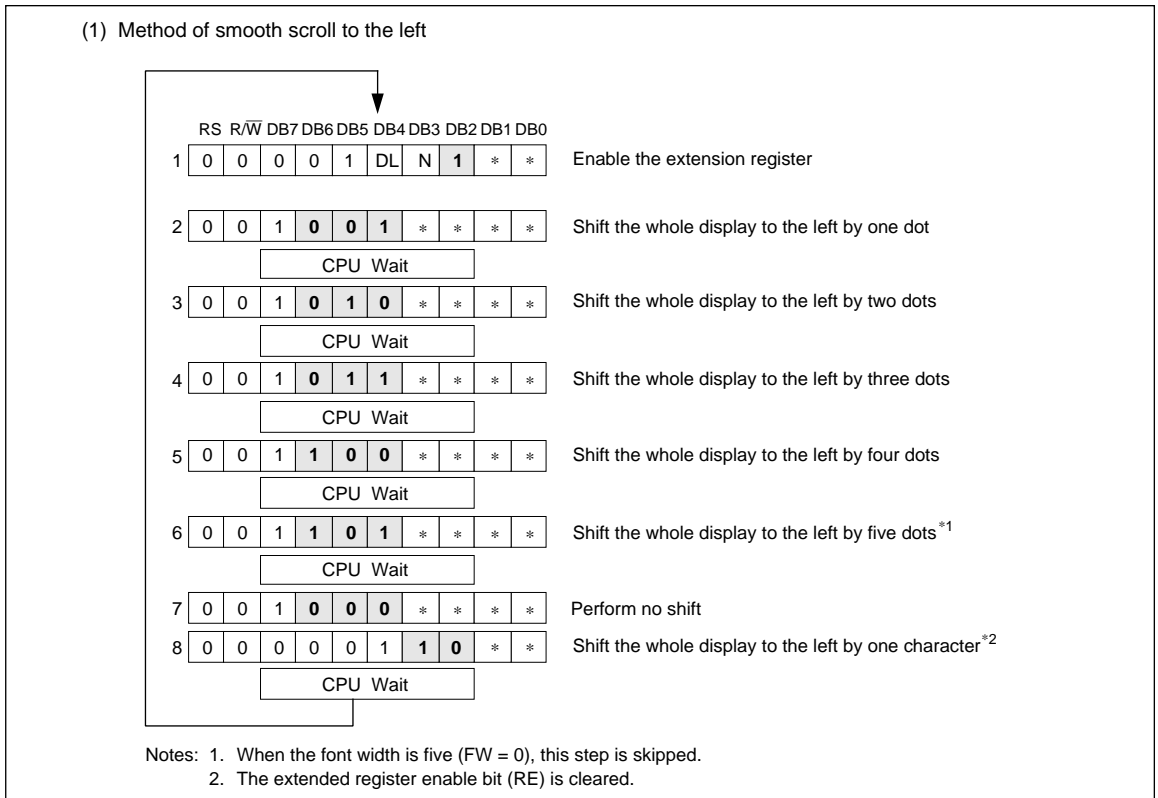 (1) Method of smooth scroll to the left
RS R/W̅ DB7 DB6 DB5 DB4 DB3 DB2 DB1 DB0
1 0 0 0 0 1 DL N 1 * * Enable the extension register
2 0 0 1 0 0 1 * * * * Shift the whole display to the left by one dot
CPU Wait
3 0 0 1 0 1 0 * * * * Shift the whole display to the left by two dots
CPU Wait
4 0 0 1 0 1 1 * * * * Shift the whole display to the left by three dots
CPU Wait
5 0 0 1 1 0 0 * * * * Shift the whole display to the left by four dots
CPU Wait
6 0 0 1 1 0 1 * * * * Shift the whole display to the left by five dots*1
CPU Wait
7 0 0 1 0 0 0 * * * * Perform no shift
8 0 0 0 0 0 1 1 0 * * Shift the whole display to the left by one character*2
CPU Wait
Notes: 1. When the font width is five (FW = 0), this step is skipped.
2. The extended register enable bit (RE) is cleared.